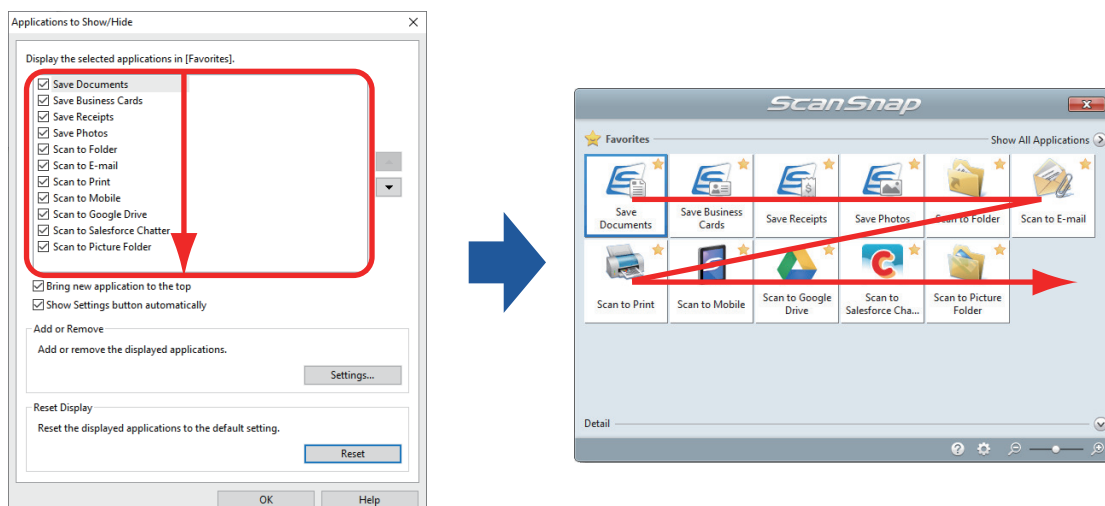 Applications to Show/Hide
Display the selected applications in [Favorites].
Save Documents
Save Business Cards
Save Receipts
Save Photos
Scan to Folder
Scan to E-mail
Scan to Print
Scan to Mobile
Scan to Google Drive
Scan to Salesforce Chatter
Scan to Picture Folder
Bring new application to the top
Show Settings button automatically
Add or Remove
Add or remove the displayed applications.
Settings...
Reset Display
Reset the displayed applications to the default setting.
Reset
OK Help
ScanSnap
Favorites Show All Applications
Save Documents
Save Business Cards
Save Receipts
Save Photos
Scan to Folder
Scan to E-mail
Scan to Print
Scan to Mobile
Scan to Google Drive
Scan to Salesforce Cha...
Scan to Picture Folder
Detail